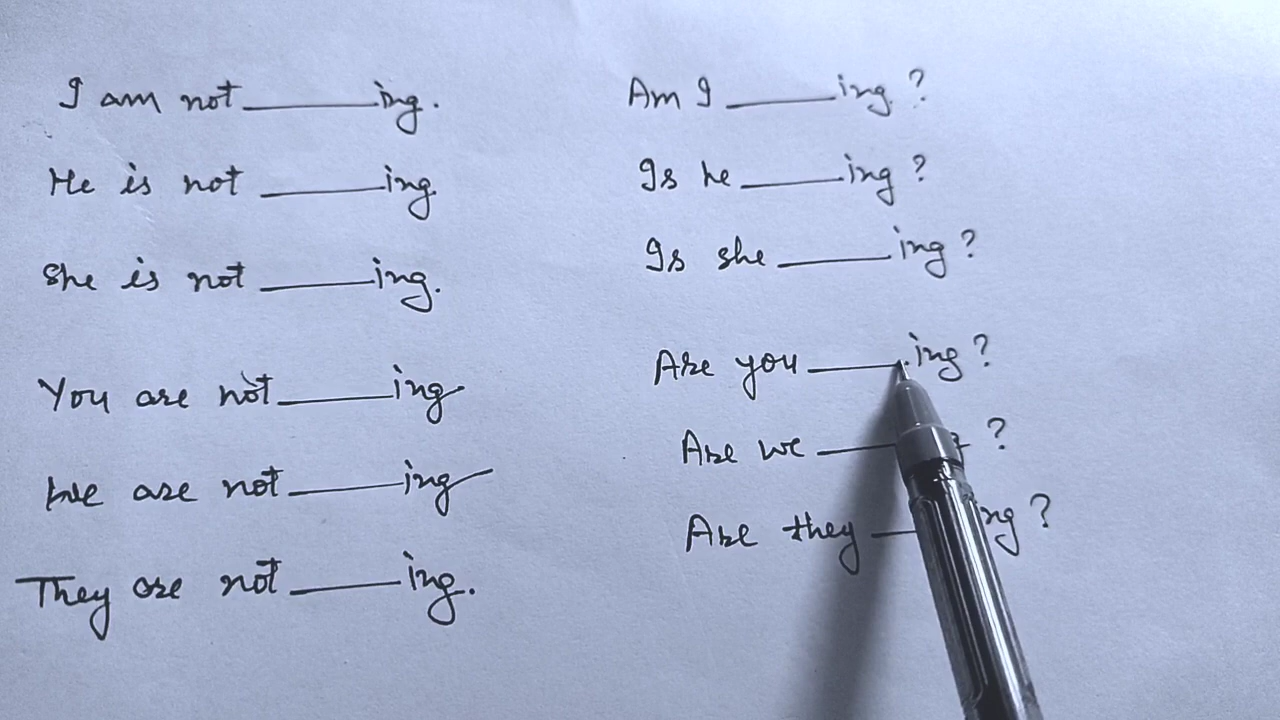 I am not ______ing.
He is not ______ing
She is not ______ing.
You are not ______ing
We are not ______ing
They are not ______ing.
Am I ______ing ?
Is he ______ing ?
Is she ______ing ?
Are you ______ing ?
Are we ______ ?
Are they ______ng ?